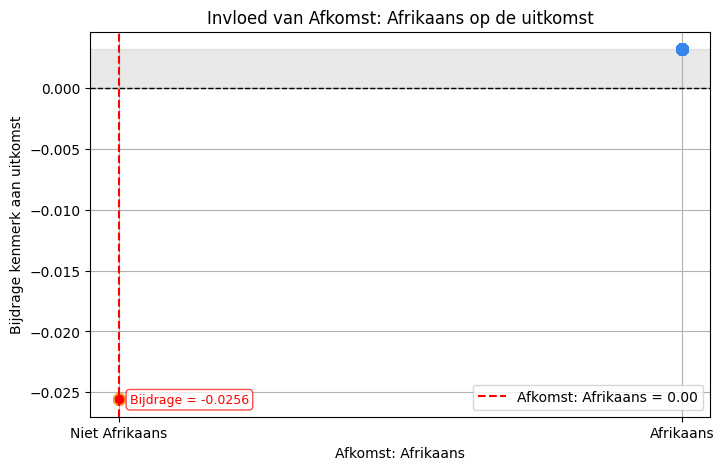 Invloed van Afkomst: Afrikaans op de uitkomst
Bijdrage kenmerk aan uitkomst
0.000
−0.005
−0.010
−0.015
−0.020
−0.025
Bijdrage = -0.0256
Afkomst: Afrikaans = 0.00
Niet Afrikaans
Afrikaans
Afkomst: Afrikaans